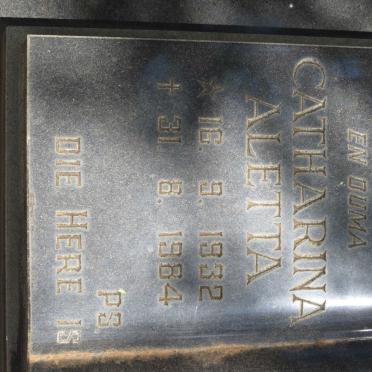 EN OUMA
CATHARINA
ALETTA
☆ 16. 9. 1932
† 31. 8. 1984
PS
DIE HERE IS